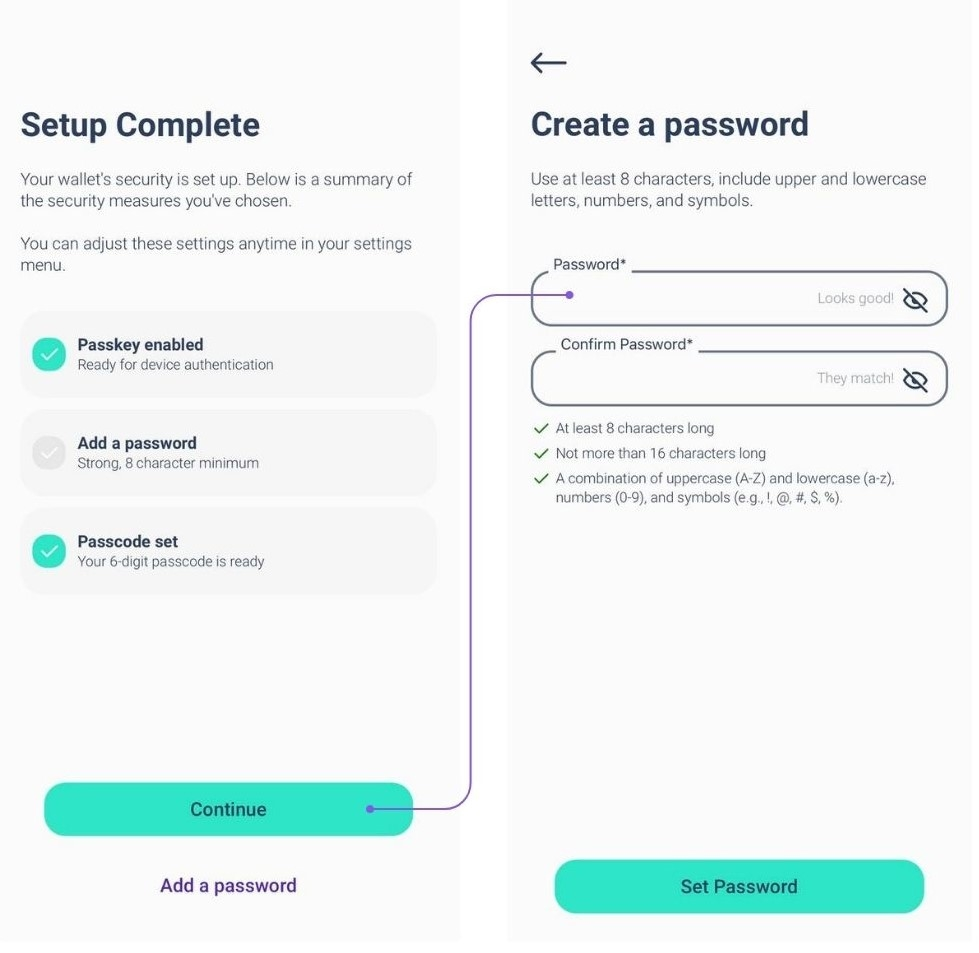 Setup Complete
Your wallet's security is set up. Below is a summary of
the security measures you've chosen.
You can adjust these settings anytime in your settings
menu.
Passkey enabled
Ready for device authentication
Add a password
Strong, 8 character minimum
Passcode set
Your 6-digit passcode is ready
Continue
Add a password
Create a password
Use at least 8 characters, include upper and lowercase
letters, numbers, and symbols.
Password*
Looks good!
Confirm Password*
They match!
At least 8 characters long
Not more than 16 characters long
A combination of uppercase (A-Z) and lowercase (a-z),
numbers (0-9), and symbols (e.g., !, @, #, $, %).
Set Password